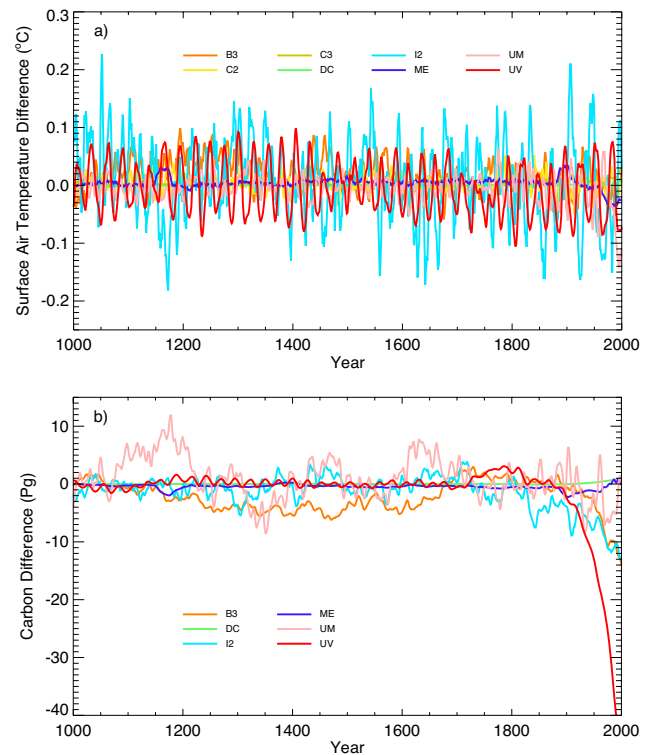 a)
Surface Air Temperature Difference (°C)
0.3
0.2
0.1
0.0
-0.1
-0.2
B3 C3 I2 UM
C2 DC ME UV
1000 1200 1400 1600 1800 2000
Year
b)
Carbon Difference (Pg)
10
0
-10
-20
-30
-40
B3 ME
DC UM
I2 UV
1000 1200 1400 1600 1800 2000
Year